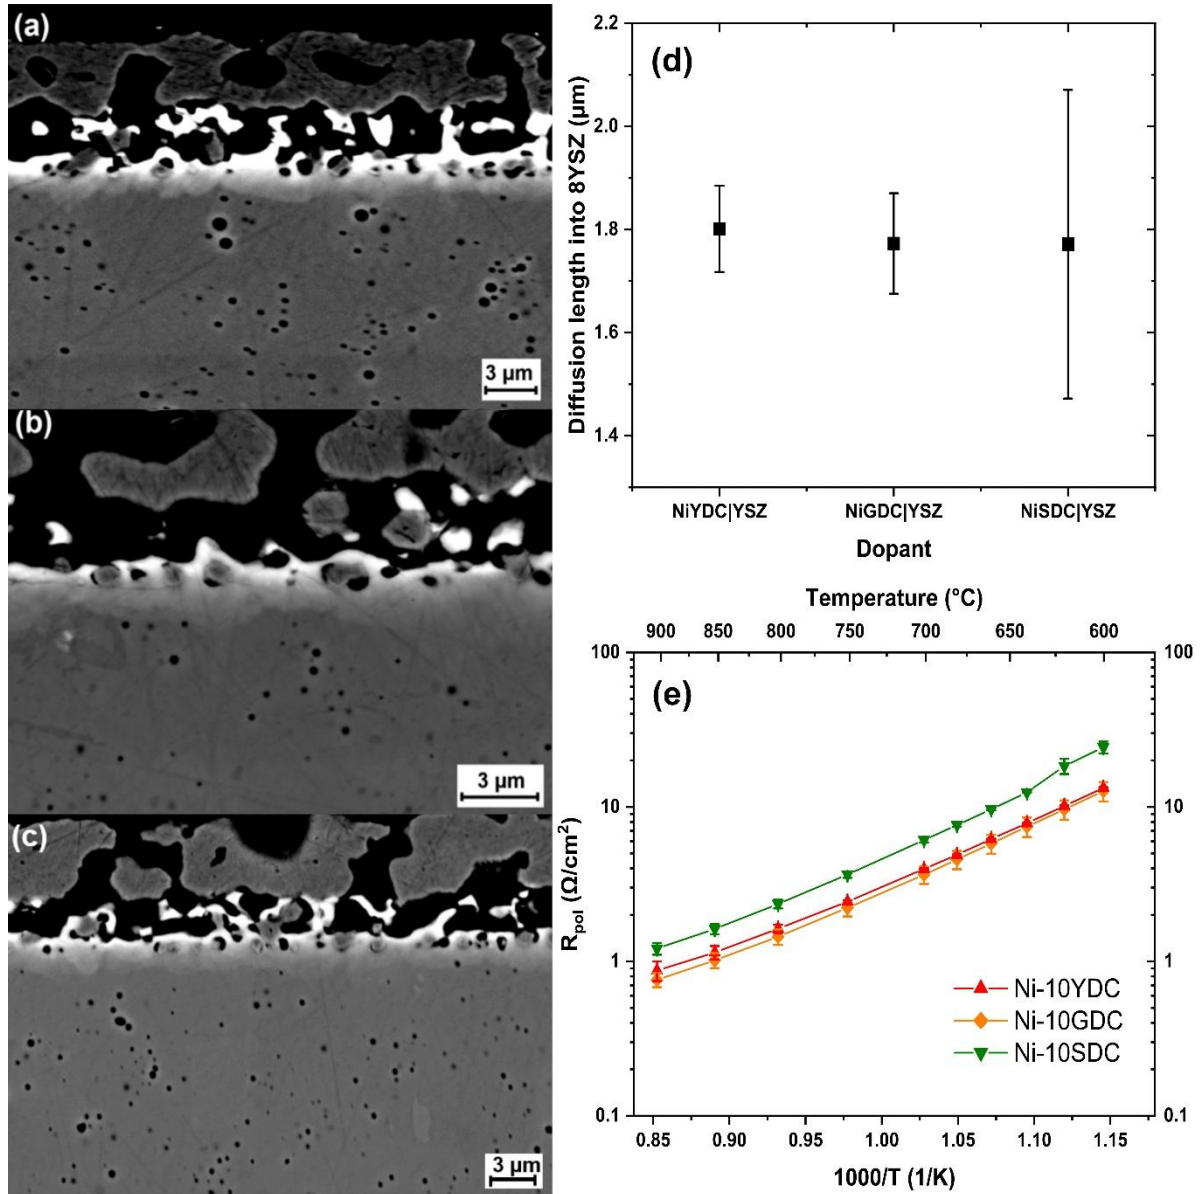 (a)
3 µm
(b)
3 µm
(c)
3 µm
(d)
Diffusion length into 8YSZ (µm)
2.2
2.0
1.8
1.6
1.4
NiYDC|YSZ NiGDC|YSZ NiSDC|YSZ
Dopant
Temperature (°C)
900 850 800 750 700 650 600
(e)
Rpol (Ω/cm²)
100
10
1
0.1
100
10
1
0.1
Ni-10YDC
Ni-10GDC
Ni-10SDC
0.85 0.90 0.95 1.00 1.05 1.10 1.15
1000/T (1/K)